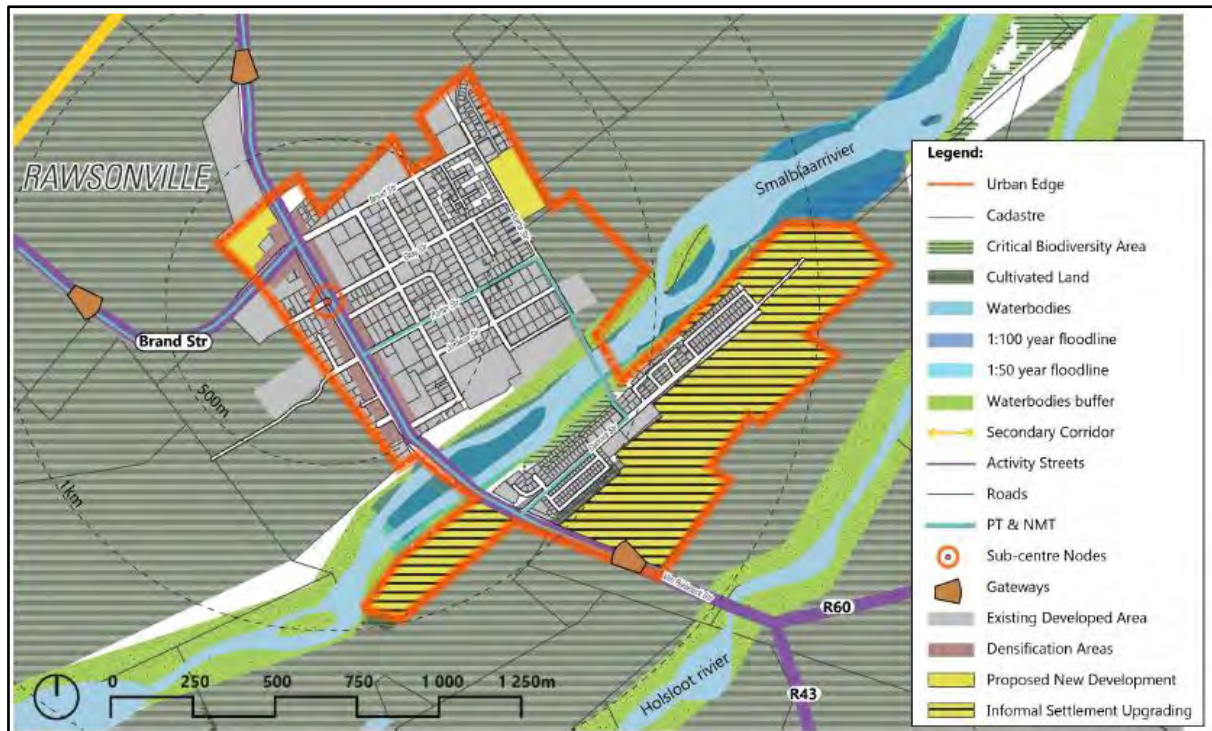 RAWSONVILLE
Smalblaarrivier
Brand Str
500m
1km
R60
R43
Holsloot rivier
0 250 500 750 1 000 1 250m
Legend:
Urban Edge
Cadastre
Critical Biodiversity Area
Cultivated Land
Waterbodies
1:100 year floodline
1:50 year floodline
Waterbodies buffer
Secondary Corridor
Activity Streets
Roads
PT & NMT
Sub-centre Nodes
Gateways
Existing Developed Area
Densification Areas
Proposed New Development
Informal Settlement Upgrading